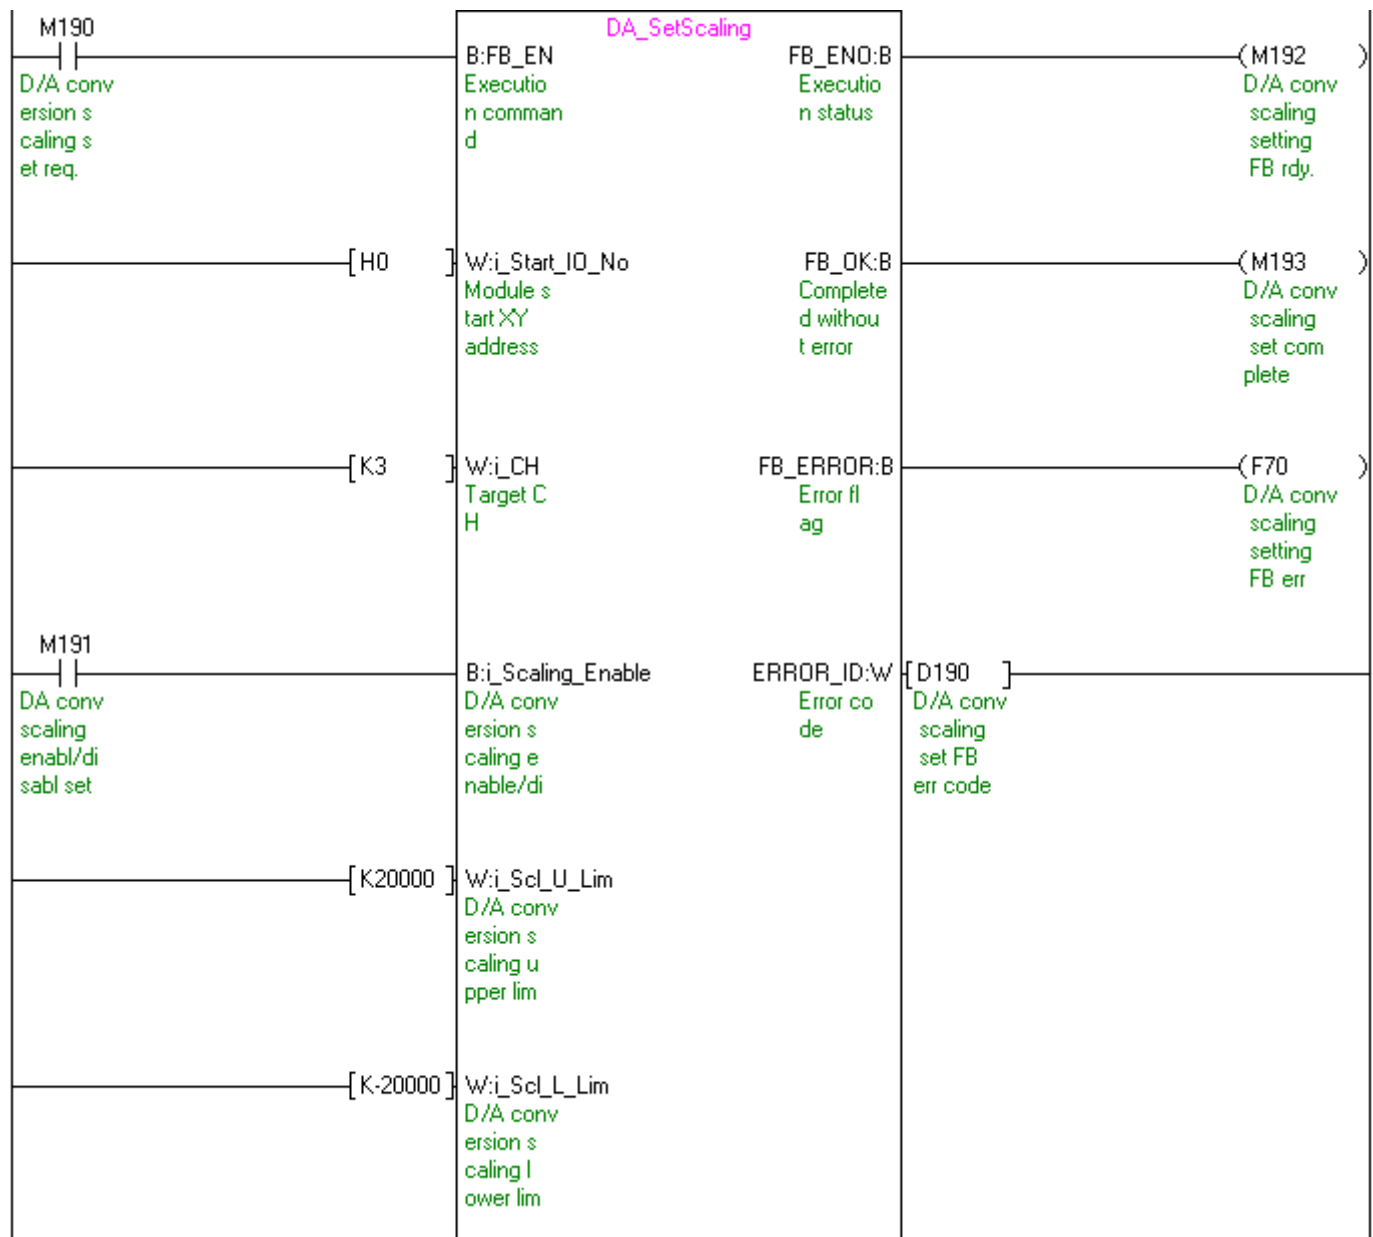 M190
DA_SetScaling
B:FB_EN
FB_ENO:B
(M192 )
D/A conv
ersion s
caling s
et req.
Executio
n comman
d
Executio
n status
D/A conv
scaling
setting
FB rdy.
[H0 ]
W:i_Start_IO_No
FB_OK:B
(M193 )
Module s
tart XY
address
Complete
d withou
t error
D/A conv
scaling
set com
plete
[K3 ]
W:i_CH
FB_ERROR:B
(F70 )
Target C
H
Error fl
ag
D/A conv
scaling
setting
FB err
M191
B:i_Scaling_Enable
ERROR_ID:W
[D190 ]
DA conv
scaling
enabl/di
sabl set
D/A conv
ersion s
caling e
nable/di
Error co
de
D/A conv
scaling
set FB
err code
[K20000 ]
W:i_Scl_U_Lim
D/A conv
ersion s
caling u
pper lim
[K-20000 ]
W:i_Scl_L_Lim
D/A conv
ersion s
caling l
ower lim